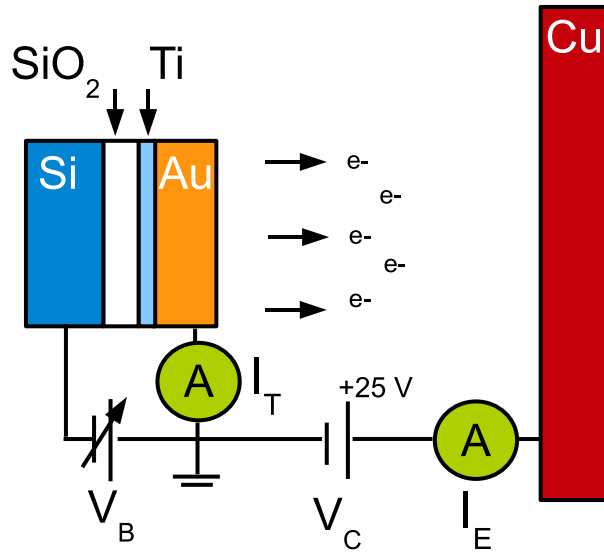 Cu
SiO2 Ti
Si Au
e-
e-
e-
e-
e-
A
IT
+25 V
A
VB VC IE